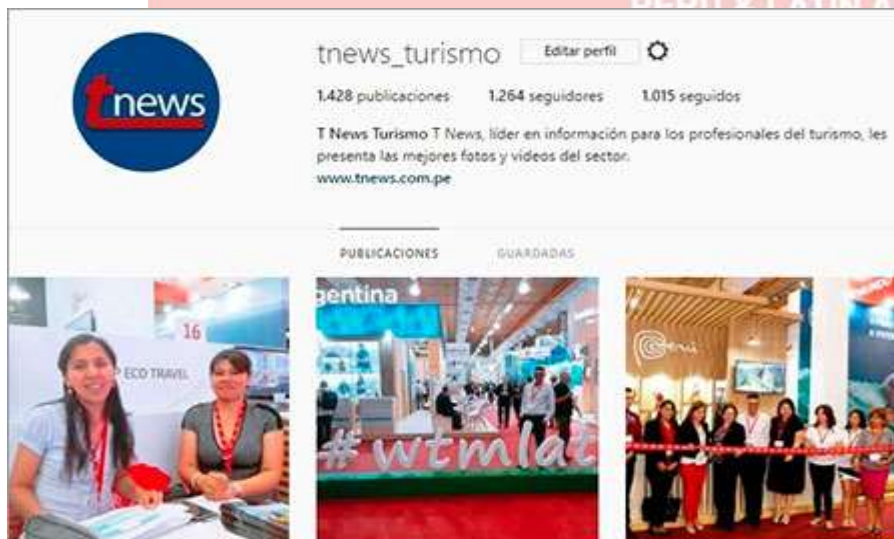 PERÚ & LATIN A
tnews
tnews_turismo Editar perfil
1.428 publicaciones 1.264 seguidores 1.015 seguidos
T News Turismo T News, líder en información para los profesionales del turismo, les
presenta las mejores fotos y videos del sector.
www.tnews.com.pe
PUBLICACIONES GUARDADAS
16
P ECO TRAVEL
gentina
# wtmlat
Perú